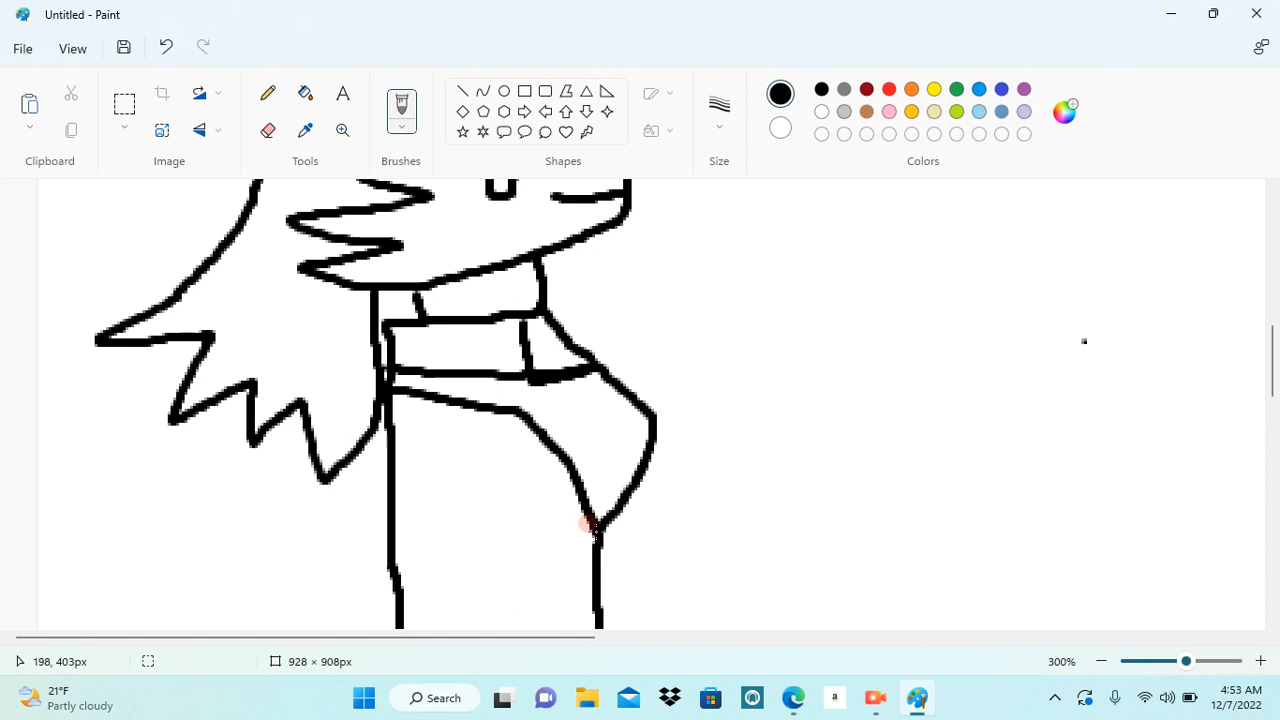 Untitled - Paint
File View
Clipboard Image Tools Brushes Shapes Size Colors
198, 403px 928 × 908px 300%
21°F
Partly cloudy
Search
a
4:53 AM
12/7/2022